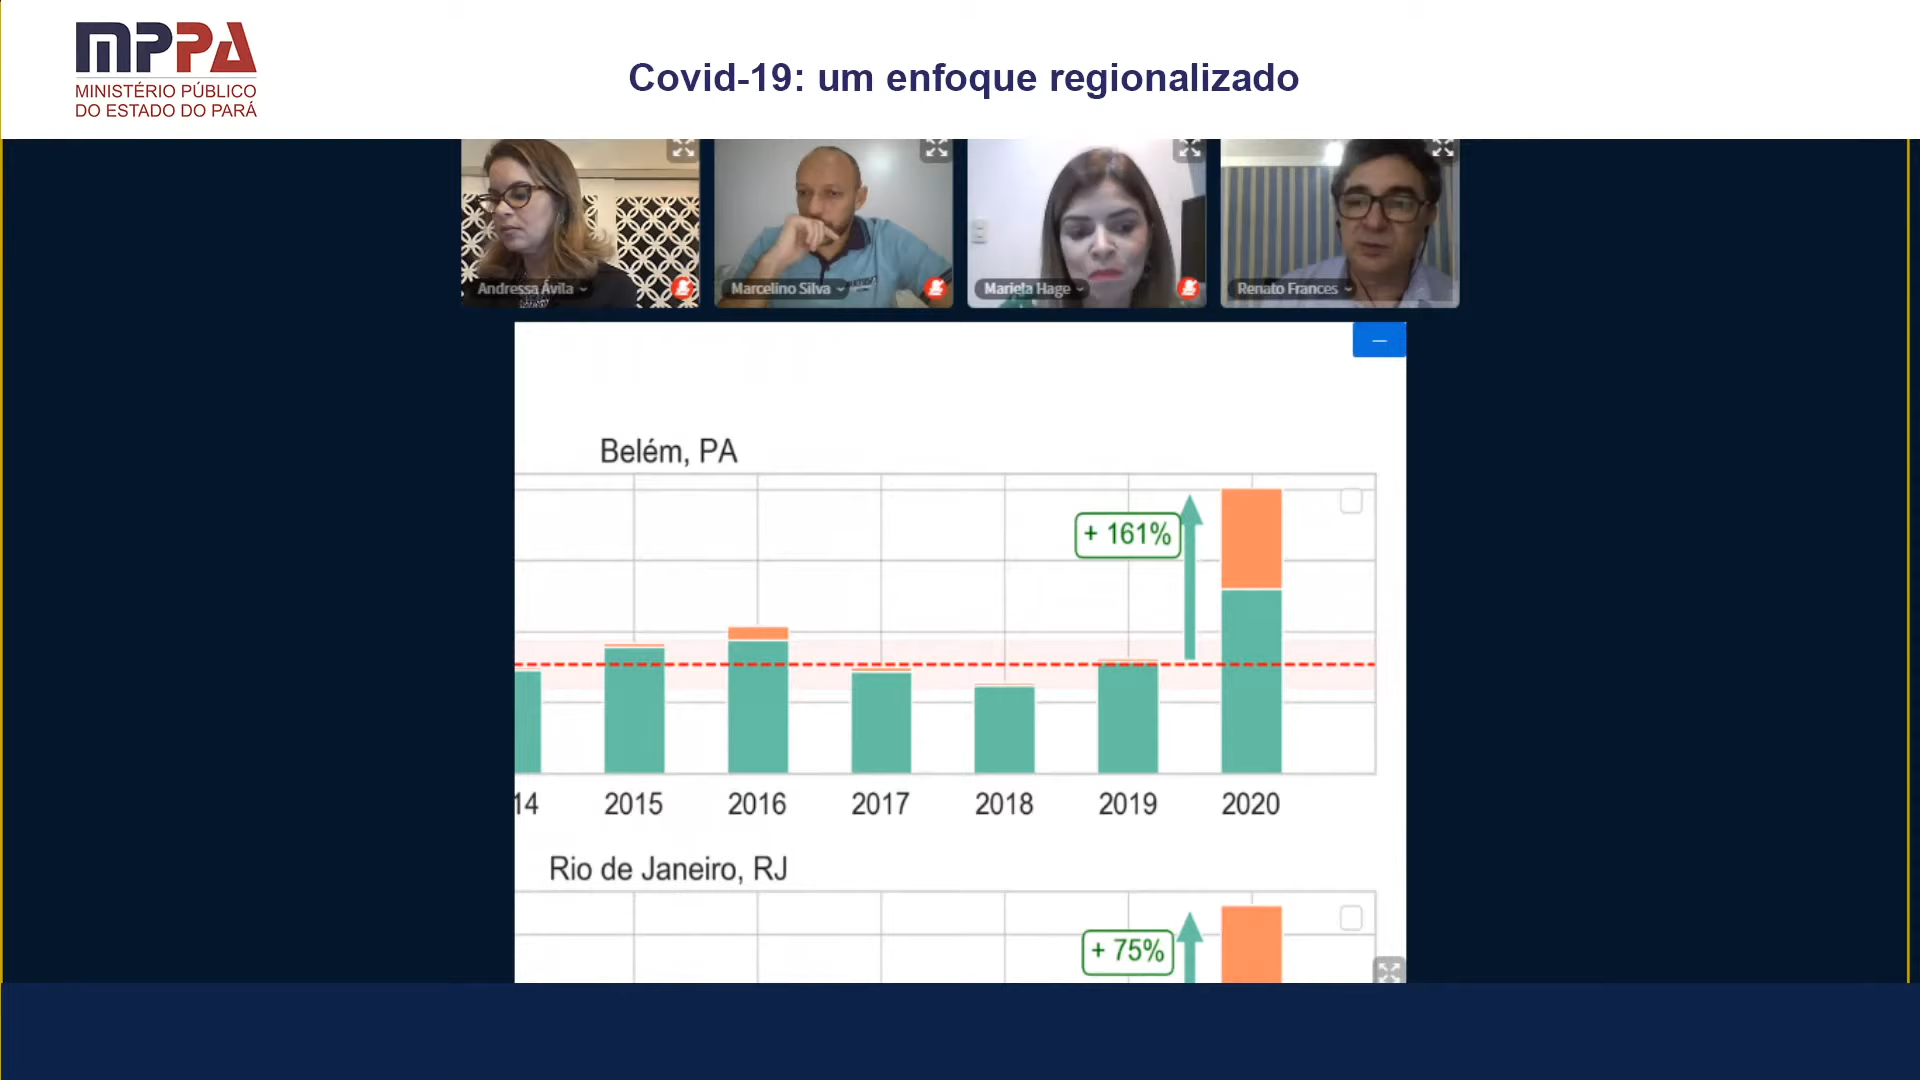 MPPA
MINISTÉRIO PÚBLICO
DO ESTADO DO PARÁ
Covid-19: um enfoque regionalizado
Andressa Ávila
Marcelino Silva
Mariela Hage
Renato Frances
Belém, PA
+ 161%
14 2015 2016 2017 2018 2019 2020
Rio de Janeiro, RJ
+ 75%